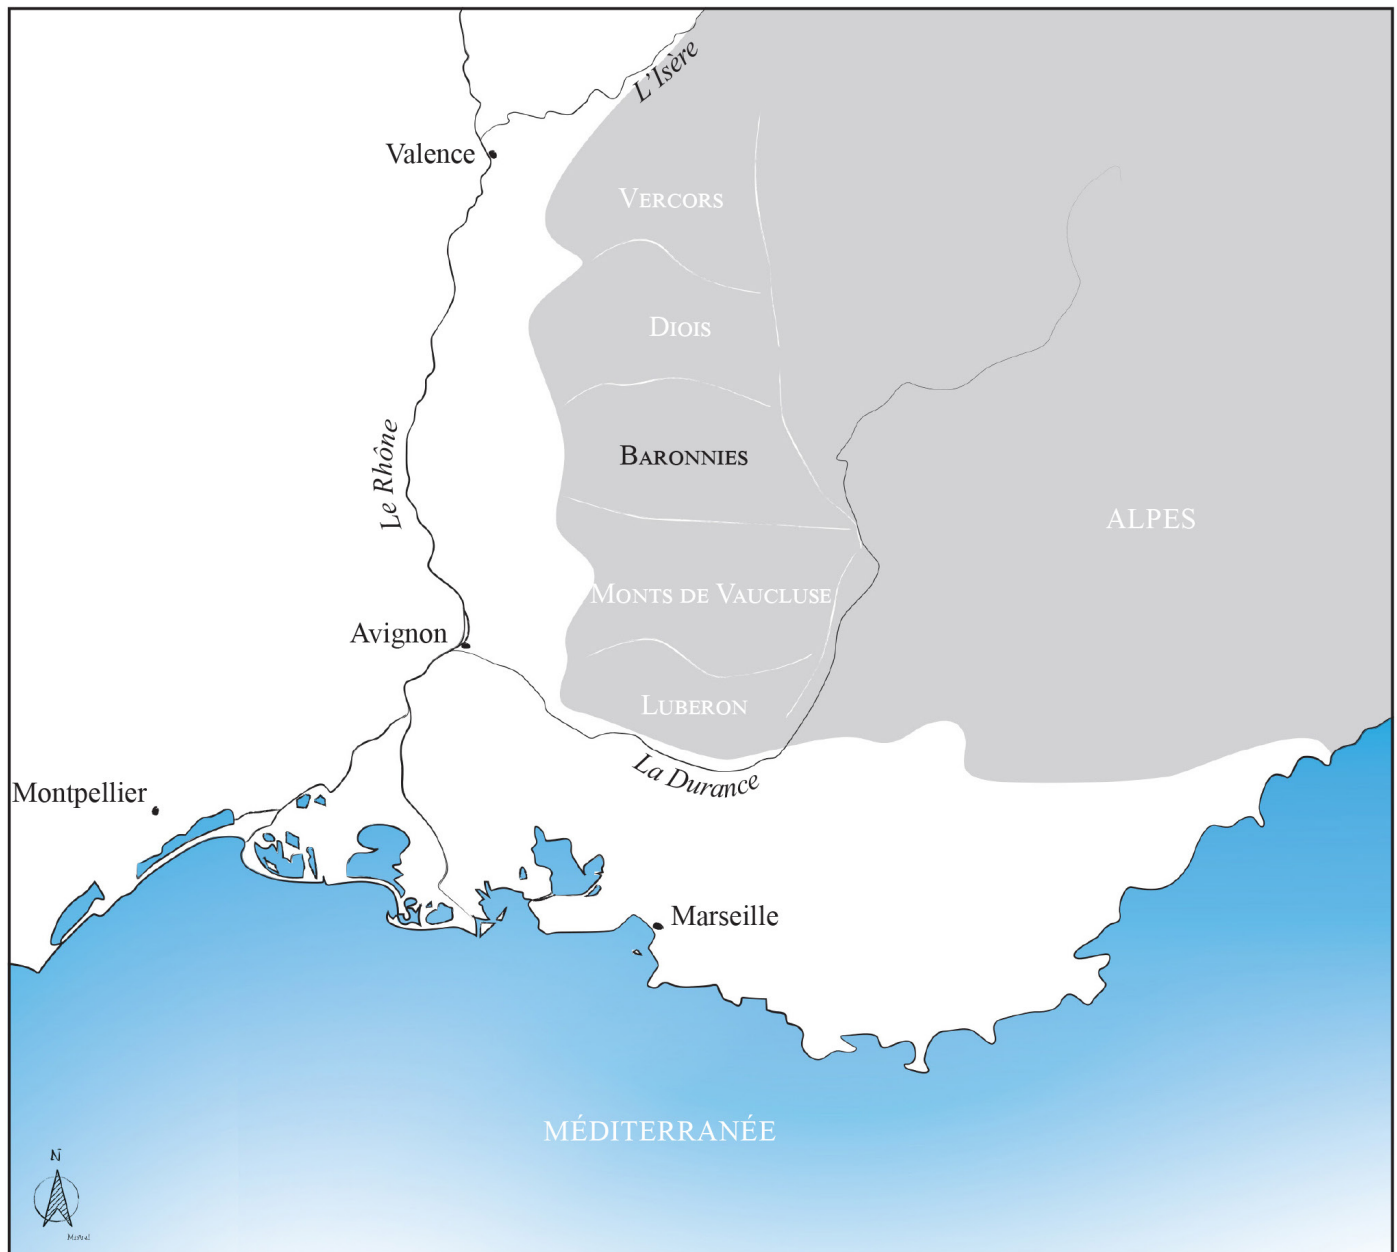 L'Isère
Valence
VERCORS
DIOIS
Le Rhône
BARONNIES
ALPES
MONTS DE VAUCLUSE
Avignon
LUBERON
La Durance
Montpellier
Marseille
MÉDITERRANÉE
N